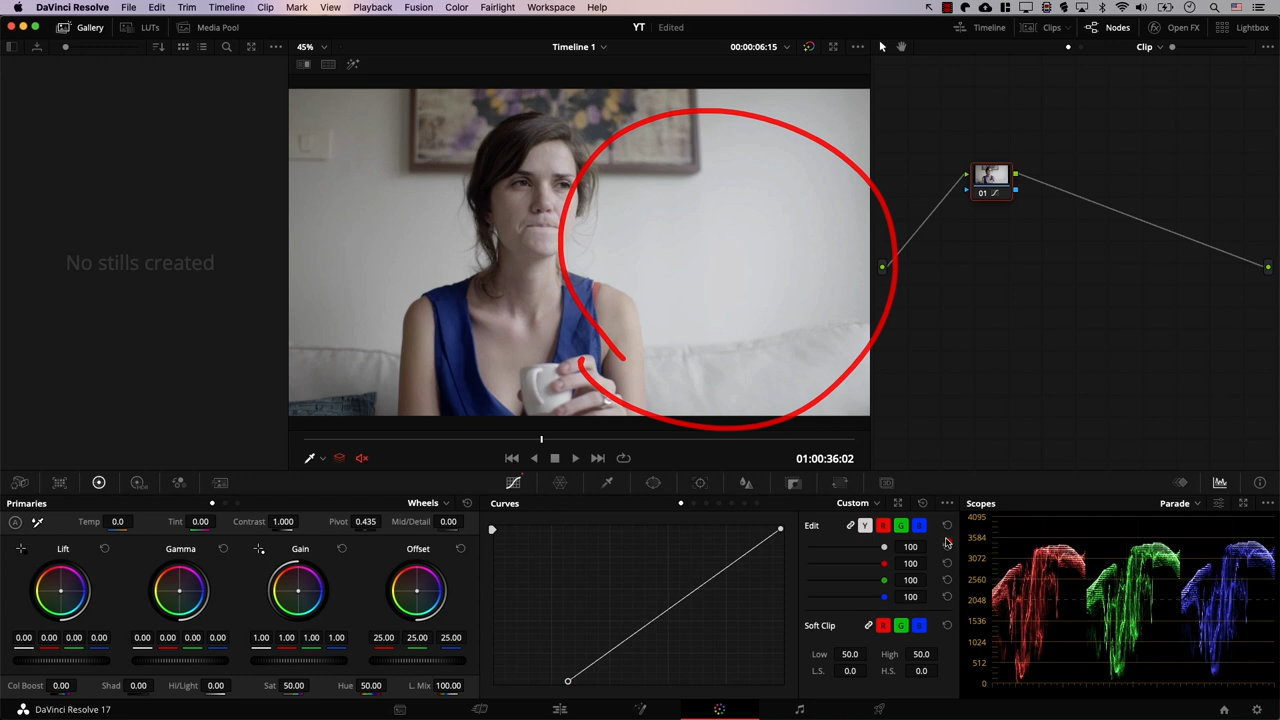 DaVinci Resolve File Edit Trim Timeline Clip Mark View Playback Fusion Color Fairlight Workspace Help
Gallery LUTs Media Pool YT Edited Timeline Clips Nodes Open FX Lightbox
45% Timeline 1 00:00:06:15 Clip
No stills created
01
01:00:36:02
Primaries Wheels Curves Custom Scopes Parade
A Temp 0.0 Tint 0.00 Contrast 1.000 Pivot 0.435 Mid/Detail 0.00
Edit Y R G B
Lift Gamma Gain Offset
100
100
100
100
0.00 0.00 0.00 0.00 0.00 0.00 0.00 0.00 1.00 1.00 1.00 1.00 25.00 25.00 25.00
Soft Clip R G B
Low 50.0 High 50.0
L.S. 0.0 H.S. 0.0
Col Boost 0.00 Shad 0.00 Hi/Light 0.00 Sat 50.00 Hue 50.00 L. Mix 100.00
4095
3584
3072
2560
2048
1536
1024
512
0
DaVinci Resolve 17